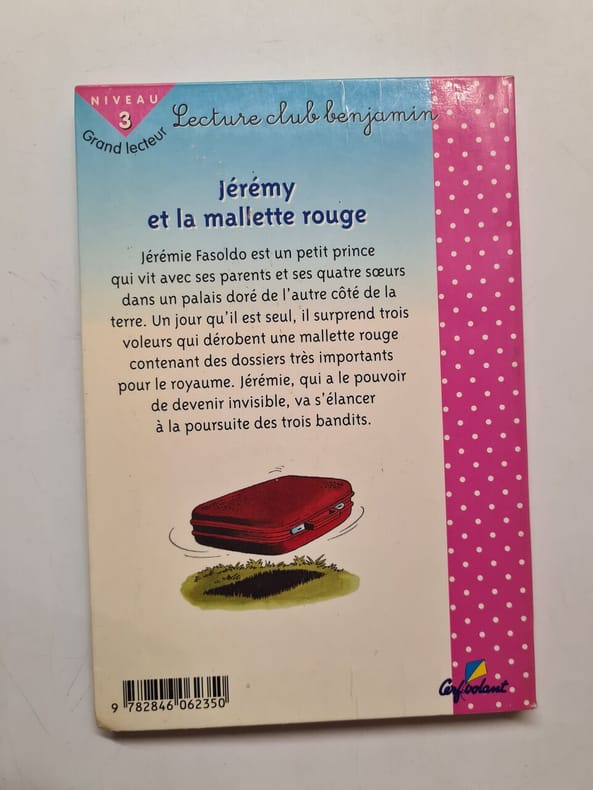 NIVEAU
3
Grand lecteur
Lecture club benjamin
Jérémy
et la mallette rouge
Jérémie Fasoldo est un petit prince
qui vit avec ses parents et ses quatre sœurs
dans un palais doré de l'autre côté de la
terre. Un jour qu'il est seul, il surprend trois
voleurs qui dérobent une mallette rouge
contenant des dossiers très importants
pour le royaume. Jérémie, qui a le pouvoir
de devenir invisible, va s'élancer
à la poursuite des trois bandits.
9 782846 062350
Cerf.volant